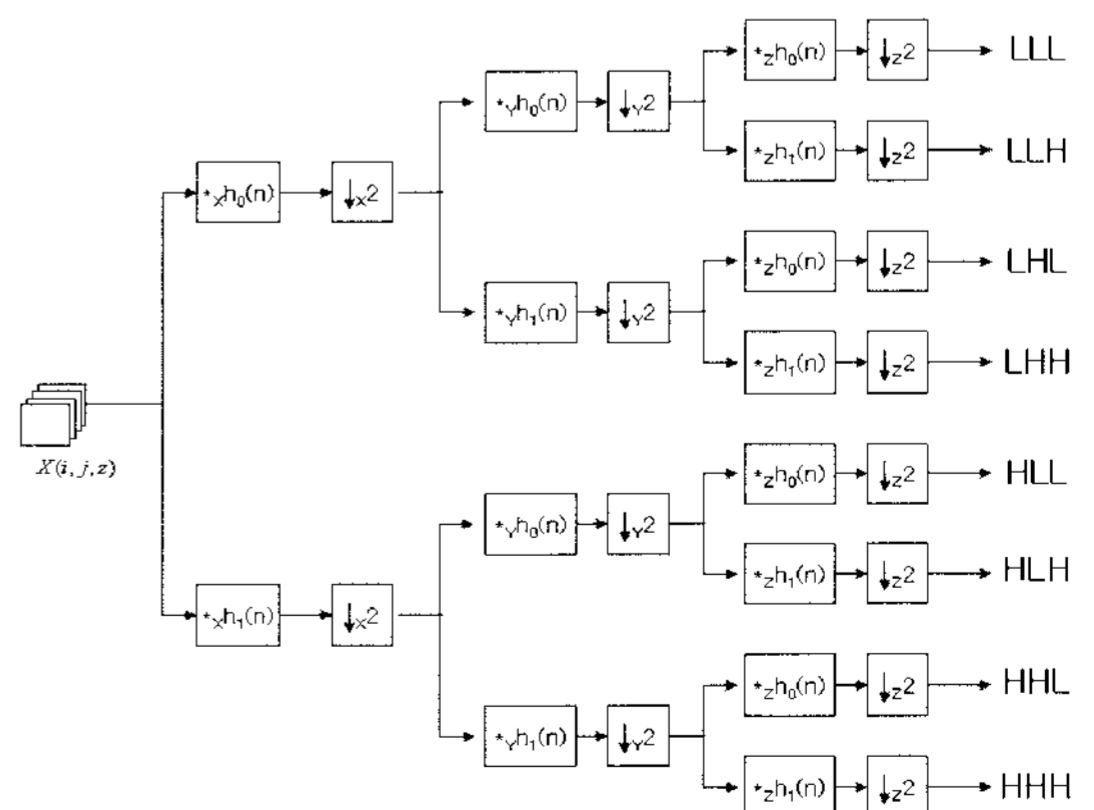 *zh₀(n) ↓z2 LLL
*Yh₀(n) ↓Y2
*zh₁(n) ↓z2 LLH
*Xh₀(n) ↓X2
*zh₀(n) ↓z2 LHL
*Yh₁(n) ↓Y2
*zh₁(n) ↓z2 LHH
X(i,j,z)
*zh₀(n) ↓z2 HLL
*Yh₀(n) ↓Y2
*zh₁(n) ↓z2 HLH
*Xh₁(n) ↓X2
*zh₀(n) ↓z2 HHL
*Yh₁(n) ↓Y2
*zh₁(n) ↓z2 HHH